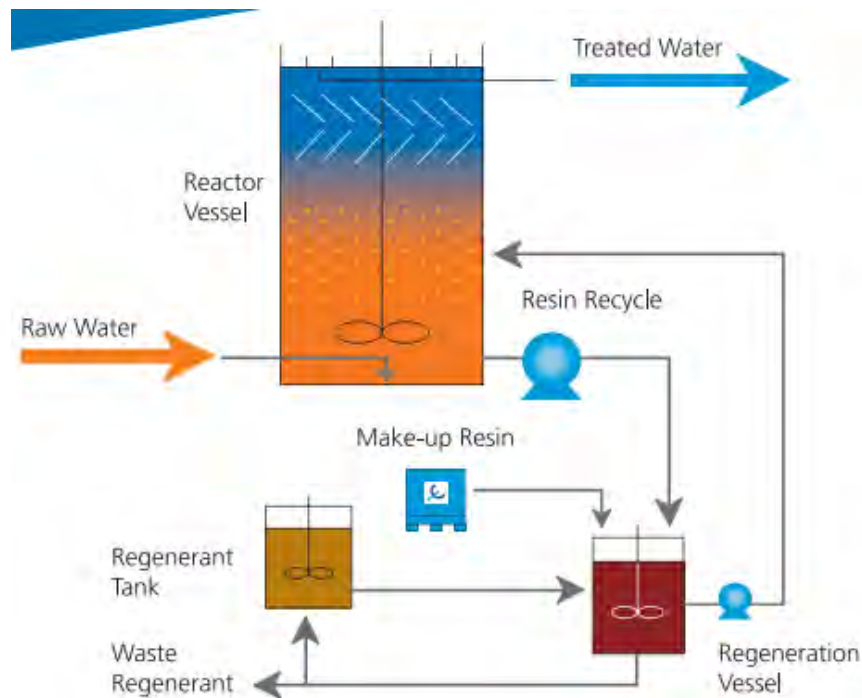 Treated Water
Reactor
Vessel
Resin Recycle
Raw Water
Make-up Resin
Regenerant
Tank
Waste
Regenerant
Regeneration
Vessel